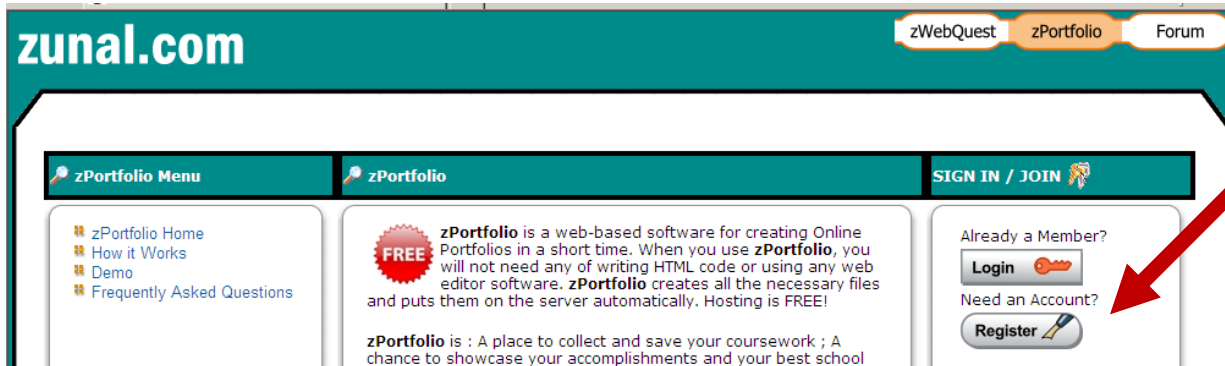 zunal.com
zWebQuest zPortfolio Forum
zPortfolio Menu
zPortfolio Home
How it Works
Demo
Frequently Asked Questions
zPortfolio
FREE
zPortfolio is a web-based software for creating Online
Portfolios in a short time. When you use zPortfolio, you
will not need any of writing HTML code or using any web
editor software. zPortfolio creates all the necessary files
and puts them on the server automatically. Hosting is FREE!
zPortfolio is : A place to collect and save your coursework ; A
chance to showcase your accomplishments and your best school
SIGN IN / JOIN
Already a Member?
Login
Need an Account?
Register